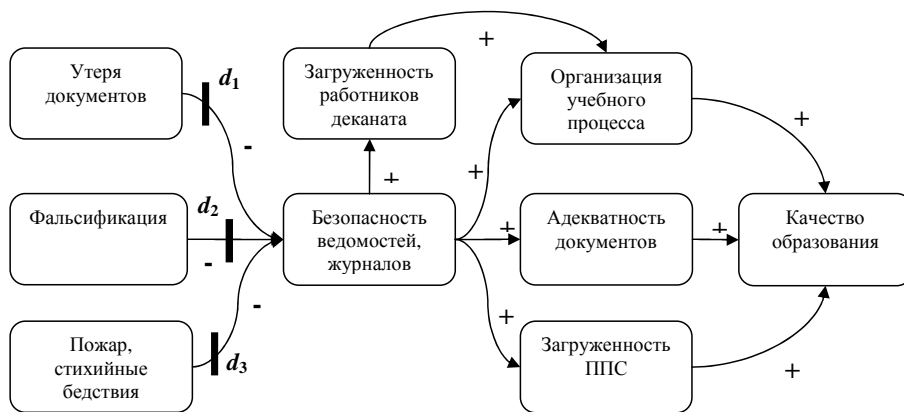 Утеря
документов
d1
-
Загруженность
работников
деканата
+
Организация
учебного
процесса
+
+
+
Фальсификация
d2
-
Безопасность
ведомостей,
журналов
+
Адекватность
документов
+
Качество
образования
Пожар,
стихийные
бедствия
d3
-
+
Загруженность
ППС
+